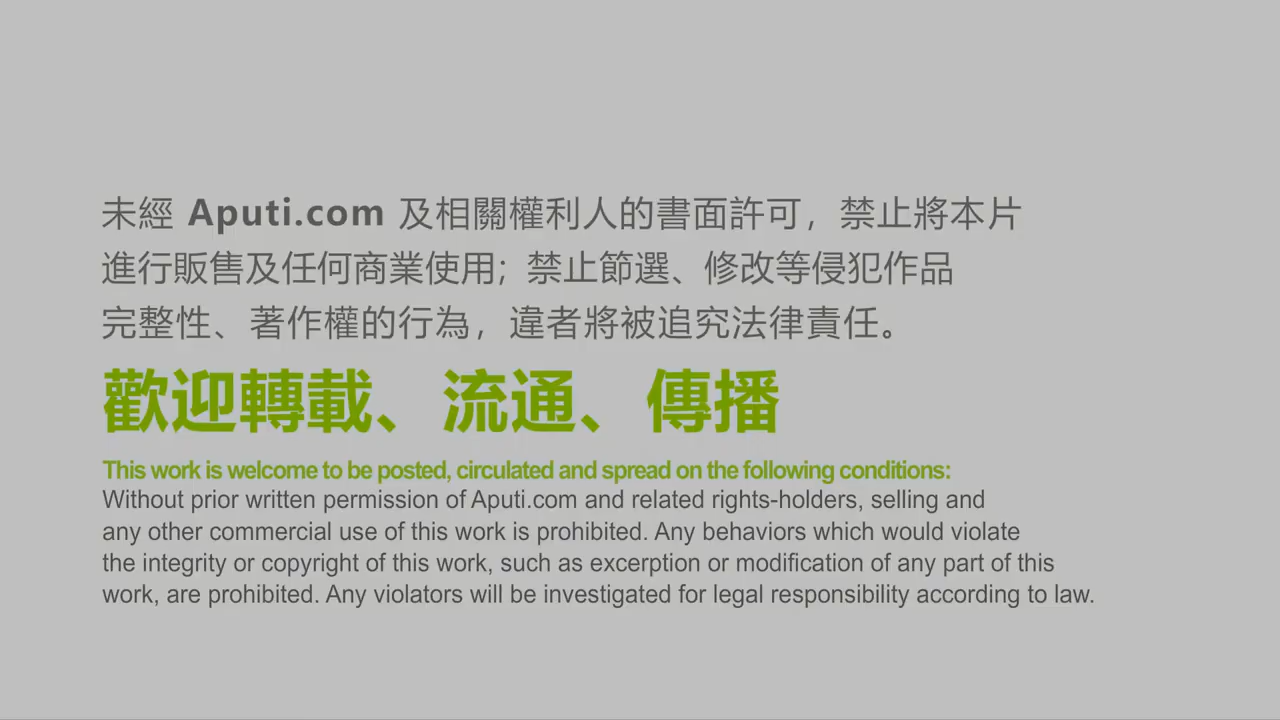 未經 Aputi.com 及相關權利人的書面許可，禁止將本片
進行販售及任何商業使用；禁止節選、修改等侵犯作品
完整性、著作權的行為，違者將被追究法律責任。
歡迎轉載、流通、傳播
This work is welcome to be posted, circulated and spread on the following conditions:
Without prior written permission of Aputi.com and related rights-holders, selling and
any other commercial use of this work is prohibited. Any behaviors which would violate
the integrity or copyright of this work, such as excerption or modification of any part of this
work, are prohibited. Any violators will be investigated for legal responsibility according to law.